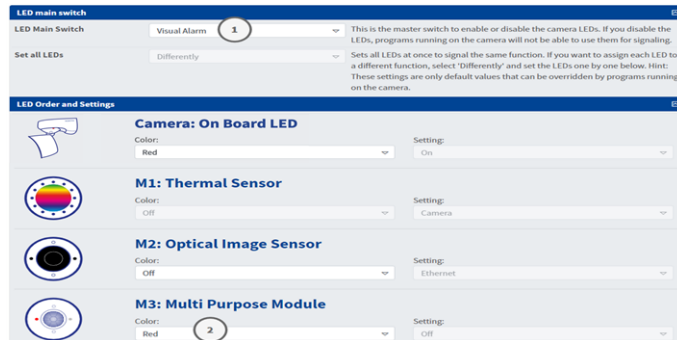 LED main switch
LED Main Switch
Visual Alarm
1
This is the master switch to enable or disable the camera LEDs. If you disable the
LEDs, programs running on the camera will not be able to use them for signaling.
Set all LEDs
Differently
Sets all LEDs at once to signal the same function. If you want to assign each LED to
a different function, select 'Differently' and set the LEDs one by one below. Hint:
These settings are only default values that can be overridden by programs running
on the camera.
LED Order and Settings
Camera: On Board LED
Color:
Setting:
Red
On
M1: Thermal Sensor
Color:
Setting:
Off
Camera
M2: Optical Image Sensor
Color:
Setting:
Off
Ethernet
M3: Multi Purpose Module
Color:
Setting:
Red
2
Off